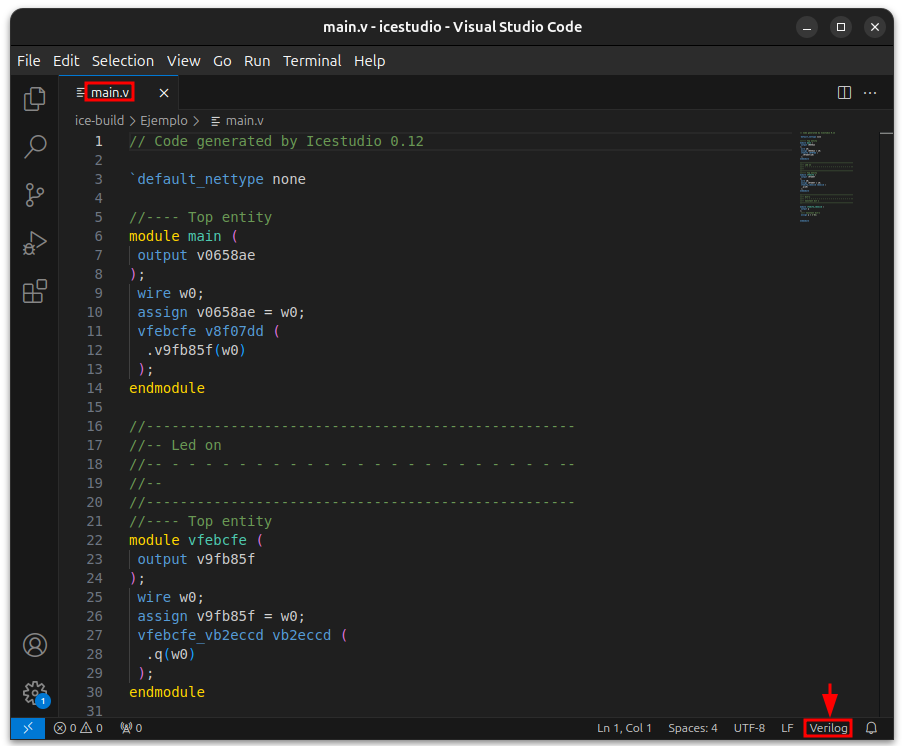 main.v - icestudio - Visual Studio Code
File Edit Selection View Go Run Terminal Help
main.v
ice-build > Ejemplo > main.v
1 // Code generated by Icestudio 0.12
2
3 `default_nettype none
4
5 //---- Top entity
6 module main (
7 output v0658ae
8 );
9 wire w0;
10 assign v0658ae = w0;
11 vfebcfe v8f07dd (
12 .v9fb85f(w0)
13 );
14 endmodule
15
16 //---------------------------------------------------
17 //-- Led on
18 //-- - - - - - - - - - - - - - - - - - - - - - - - --
19 //--
20 //---------------------------------------------------
21 //---- Top entity
22 module vfebcfe (
23 output v9fb85f
24 );
25 wire w0;
26 assign v9fb85f = w0;
27 vfebcfe_vb2eccd vb2eccd (
28 .q(w0)
29 );
30 endmodule
31
1
0 0 0 Ln 1, Col 1 Spaces: 4 UTF-8 LF Verilog